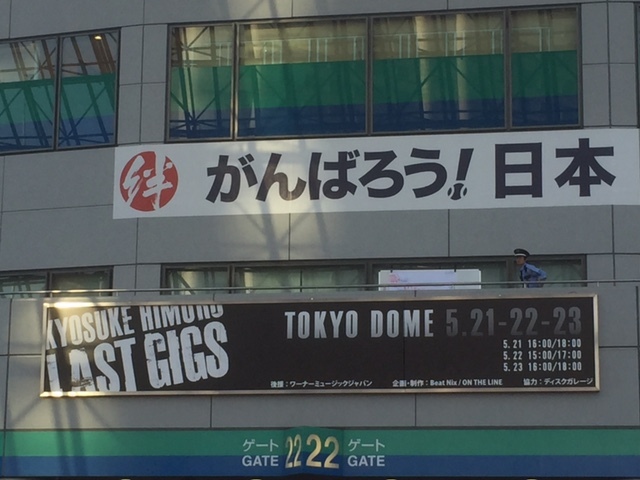 絆 がんばろう!日本
KYOSUKE HIMURO
LAST GIGS
TOKYO DOME 5.21-22-23
5.21 16:00/18:00
5.22 15:00/17:00
5.23 16:00/18:00
後援:ワーナーミュージックジャパン 企画・制作:Beat Nix / ON THE LINE 協力:ディスクガレージ
ゲート 22 22 ゲート
GATE GATE